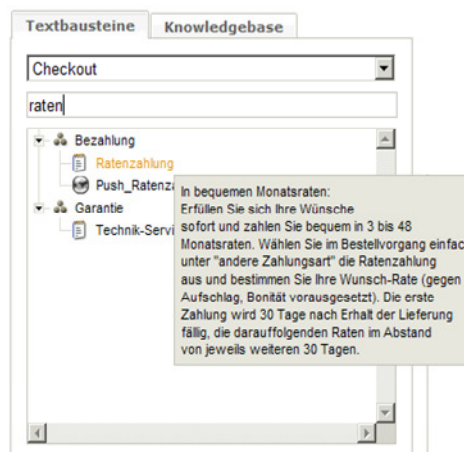 Textbausteine
Knowledgebase
Checkout
raten
Bezahlung
Ratenzahlung
Garantie
In bequemen Monatsraten:
Erfüllen Sie sich Ihre Wünsche
sofort und zahlen Sie bequem in 3 bis 48
Monatsraten. Wählen Sie im Bestellvorgang einfac
unter "andere Zahlungsart" die Ratenzahlung
aus und bestimmen Sie Ihre Wunsch-Rate (gegen
Aufschlag, Bonität vorausgesetzt). Die erste
Zahlung wird 30 Tage nach Erhalt der Lieferung
fällig, die darauffolgenden Raten im Abstand
von jeweils weiteren 30 Tagen.